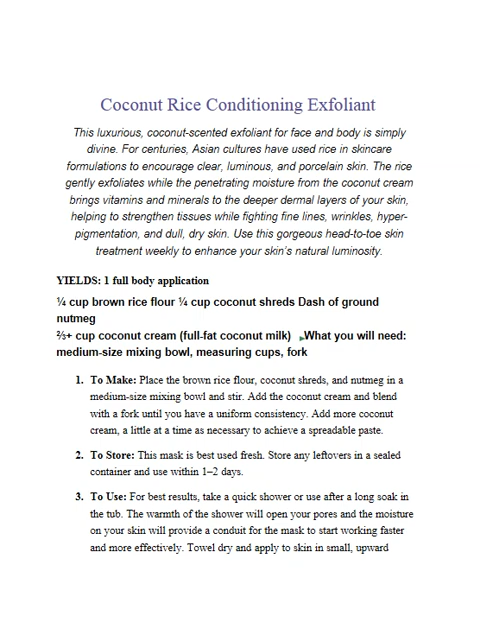 Coconut Rice Conditioning Exfoliant
This luxurious, coconut-scented exfoliant for face and body is simply
divine. For centuries, Asian cultures have used rice in skincare
formulations to encourage clear, luminous, and porcelain skin. The rice
gently exfoliates while the penetrating moisture from the coconut cream
brings vitamins and minerals to the deeper dermal layers of your skin,
helping to strengthen tissues while fighting fine lines, wrinkles, hyper-
pigmentation, and dull, dry skin. Use this gorgeous head-to-toe skin
treatment weekly to enhance your skin's natural luminosity.
YIELDS: 1 full body application
¼ cup brown rice flour ¼ cup coconut shreds Dash of ground
nutmeg
⅔+ cup coconut cream (full-fat coconut milk) What you will need:
medium-size mixing bowl, measuring cups, fork
1. To Make: Place the brown rice flour, coconut shreds, and nutmeg in a
medium-size mixing bowl and stir. Add the coconut cream and blend
with a fork until you have a uniform consistency. Add more coconut
cream, a little at a time as necessary to achieve a spreadable paste.
2. To Store: This mask is best used fresh. Store any leftovers in a sealed
container and use within 1–2 days.
3. To Use: For best results, take a quick shower or use after a long soak in
the tub. The warmth of the shower will open your pores and the moisture
on your skin will provide a conduit for the mask to start working faster
and more effectively. Towel dry and apply to skin in small, upward